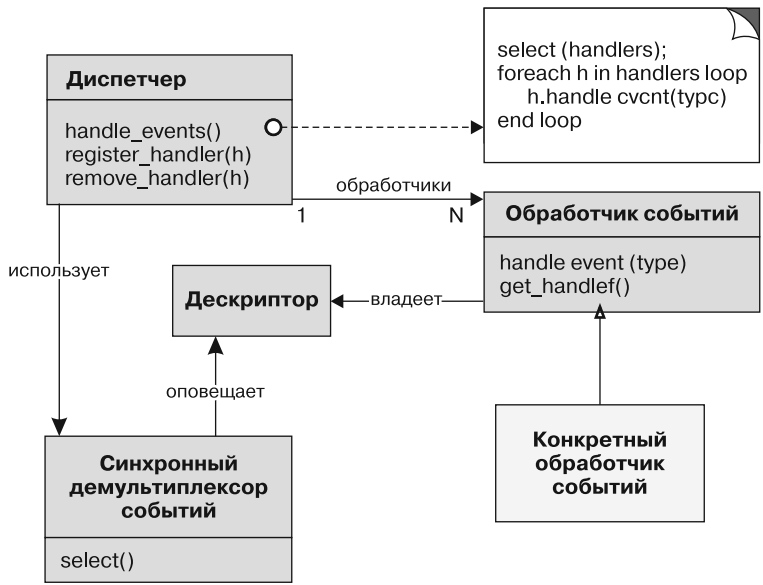 select (handlers);
foreach h in handlers loop
h.handle cvcnt(typc)
end loop
Диспетчер
handle_events()
register_handler(h)
remove_handler(h)
обработчики
1
N
Обработчик событий
handle event (type)
get_handlef()
использует
Дескриптор
владеет
оповещает
Синхронный
демультиплексор
событий
select()
Конкретный
обработчик
событий